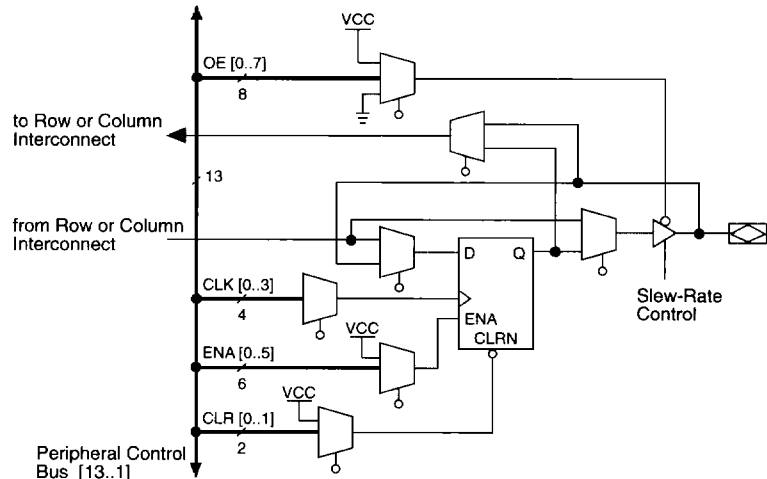 VCC
OE [0..7]
8
to Row or Column
Interconnect
13
from Row or Column
Interconnect
D
Q
CLK [0..3]
4
ENA
Slew-Rate
Control
VCC
CLRN
ENA [0..5]
6
VCC
CLR [0..1]
2
Peripheral Control
Bus [13..1]